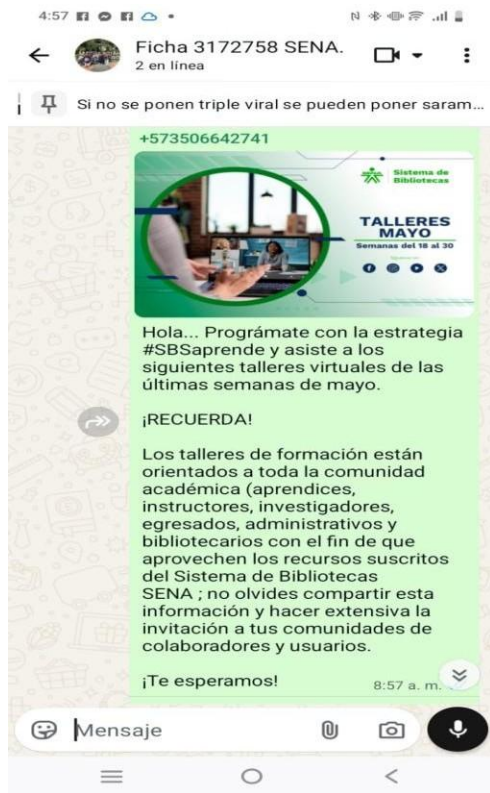 4:57
Ficha 3172758 SENA.
2 en línea
Si no se ponen triple viral se pueden poner saram...
+573506642741
Sistema de
Bibliotecas
TALLERES
MAYO
Semanas del 18 al 30
Hola... Prográmate con la estrategia
#SBSaprende y asiste a los
siguientes talleres virtuales de las
últimas semanas de mayo.
¡RECUERDA!
Los talleres de formación están
orientados a toda la comunidad
académica (aprendices,
instructores, investigadores,
egresados, administrativos y
bibliotecarios con el fin de que
aprovechen los recursos suscritos
del Sistema de Bibliotecas
SENA ; no olvides compartir esta
información y hacer extensiva la
invitación a tus comunidades de
colaboradores y usuarios.
¡Te esperamos!
8:57 a. m.
Mensaje